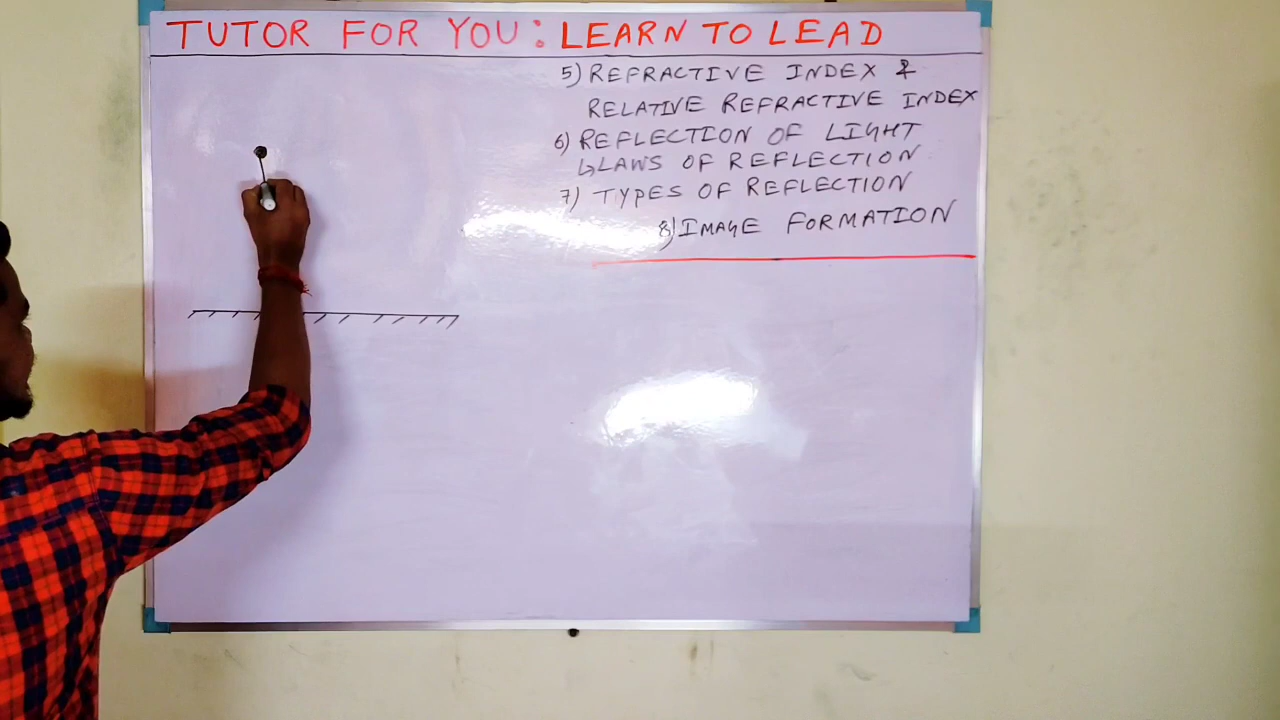 TUTOR FOR YOU: LEARN TO LEAD
5) REFRACTIVE INDEX &
RELATIVE REFRACTIVE INDEX
6) REFLECTION OF LIGHT
↳ LAWS OF REFLECTION
7) TYPES OF REFLECTION
8) IMAGE FORMATION